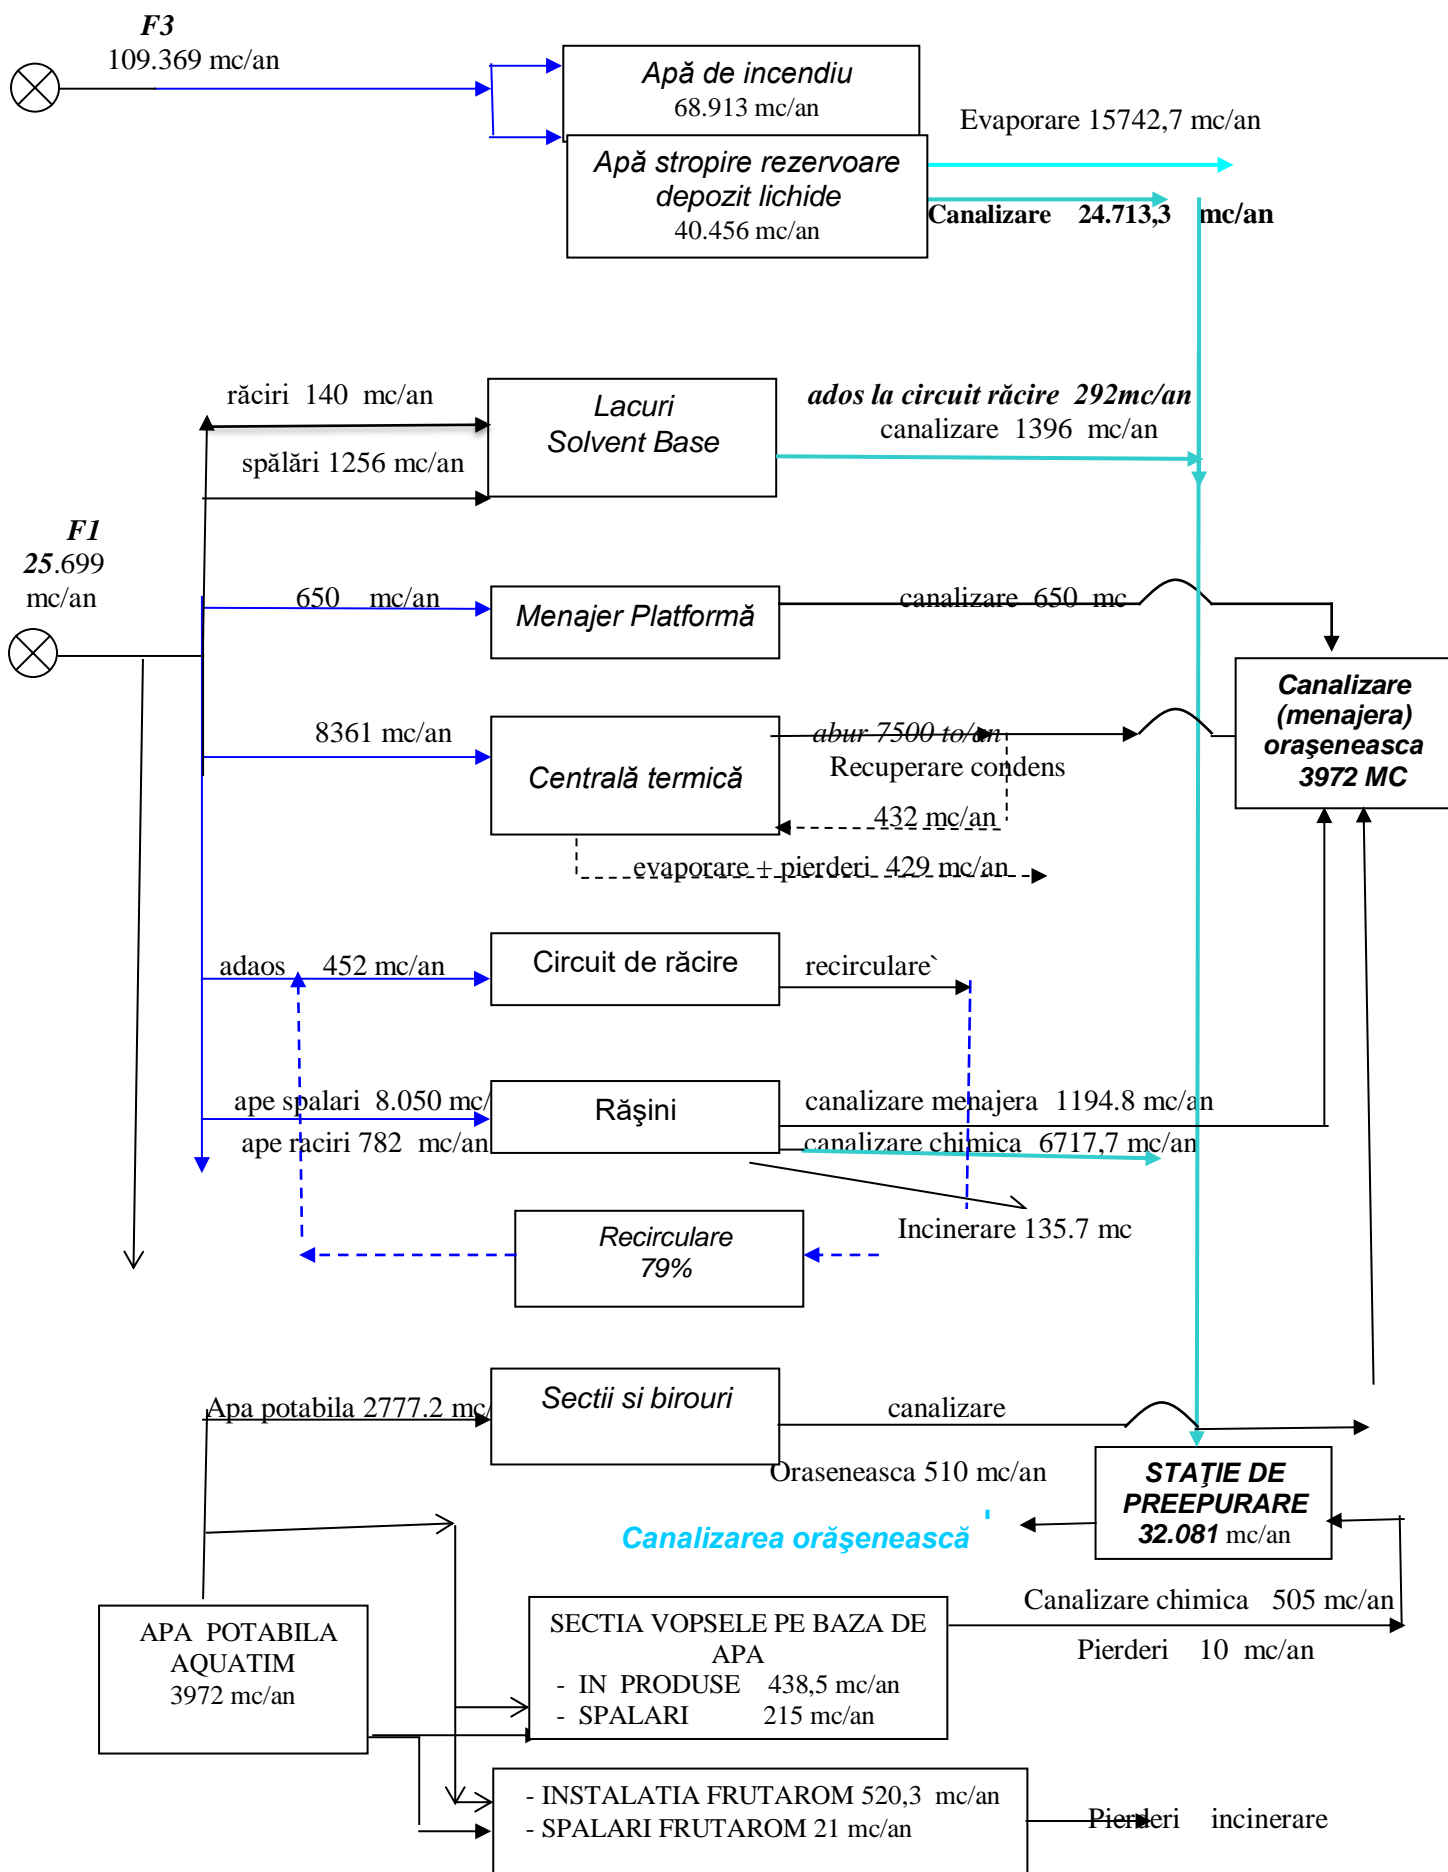 F3
109.369 mc/an
Apă de incendiu
68.913 mc/an
Evaporare 15742,7 mc/an
Apă stropire rezervoare
depozit lichide
40.456 mc/an
Canalizare 24.713,3 mc/an
răciri 140 mc/an
spălări 1256 mc/an
Lacuri
Solvent Base
ados la circuit răcire 292mc/an
canalizare 1396 mc/an
F1
25.699
mc/an
650 mc/an
Menajer Platformă
canalizare 650 mc
8361 mc/an
Centrală termică
abur 7500 to/an
Recuperare condens
432 mc/an
evaporare + pierderi 429 mc/an
Canalizare
(menajera)
orașeneasca
3972 MC
adaos 452 mc/an
Circuit de răcire
recirculare`
ape spalari 8.050 mc/
ape raciri 782 mc/an
Rășini
canalizare menajera 1194.8 mc/an
canalizare chimica 6717,7 mc/an
Incinerare 135.7 mc
Recirculare
79%
Apa potabila 2777.2 mc/
Sectii si birouri
canalizare
Oraseneasca 510 mc/an
STAŢIE DE
PREEPURARE
32.081 mc/an
Canalizarea orășenească
APA POTABILA
AQUATIM
3972 mc/an
SECTIA VOPSELE PE BAZA DE
APA
- IN PRODUSE 438,5 mc/an
- SPALARI 215 mc/an
Canalizare chimica 505 mc/an
Pierderi 10 mc/an
- INSTALATIA FRUTAROM 520,3 mc/an
- SPALARI FRUTAROM 21 mc/an
Pierderi incinerare